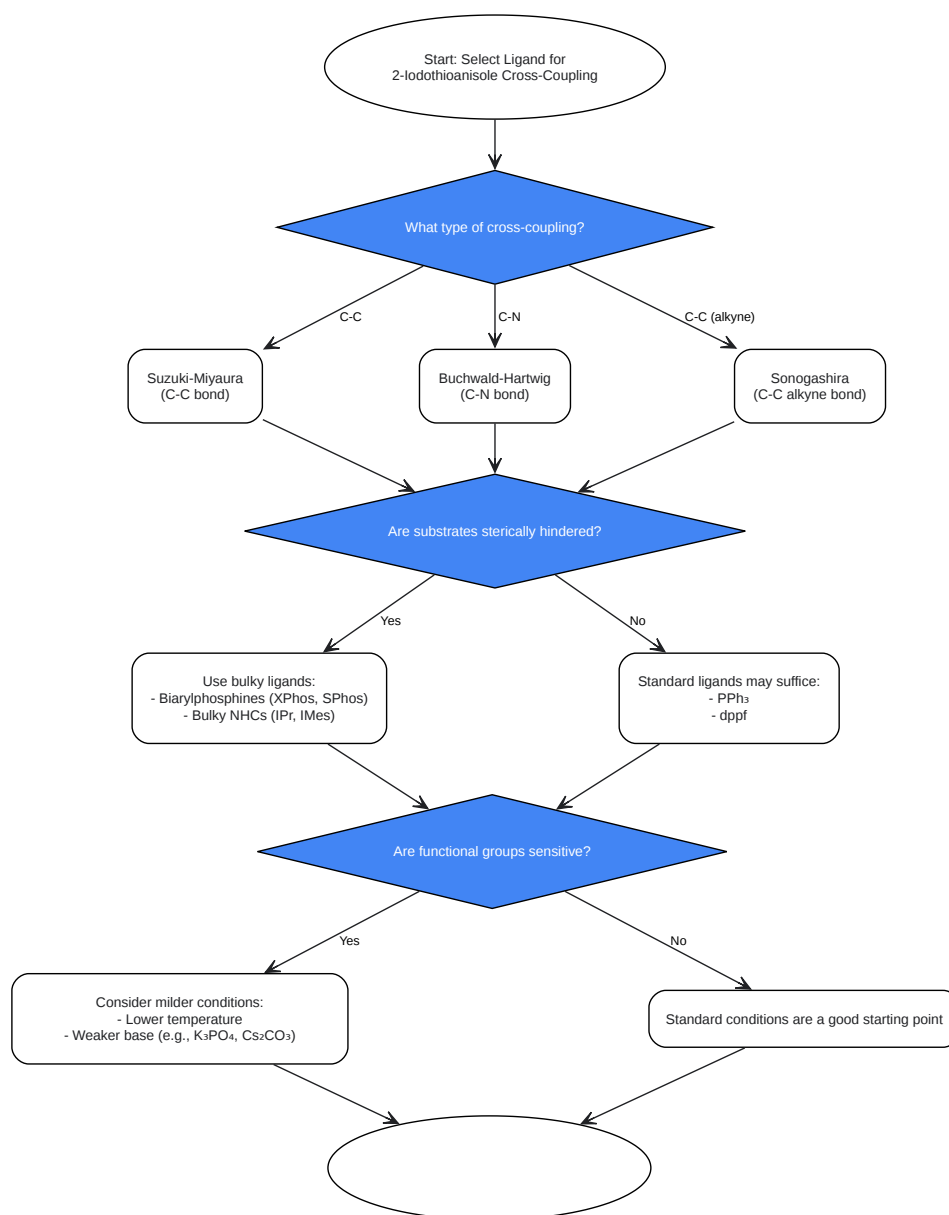 Start: Select Ligand for
2-Iodothioanisole Cross-Coupling
What type of cross-coupling?
C-C
C-N
C-C (alkyne)
Suzuki-Miyaura
(C-C bond)
Buchwald-Hartwig
(C-N bond)
Sonogashira
(C-C alkyne bond)
Are substrates sterically hindered?
Yes
No
Use bulky ligands:
- Biarylphosphines (XPhos, SPhos)
- Bulky NHCs (IPr, IMes)
Standard ligands may suffice:
- PPh₃
- dppf
Are functional groups sensitive?
Yes
No
Consider milder conditions:
- Lower temperature
- Weaker base (e.g., K₃PO₄, Cs₂CO₃)
Standard conditions are a good starting point